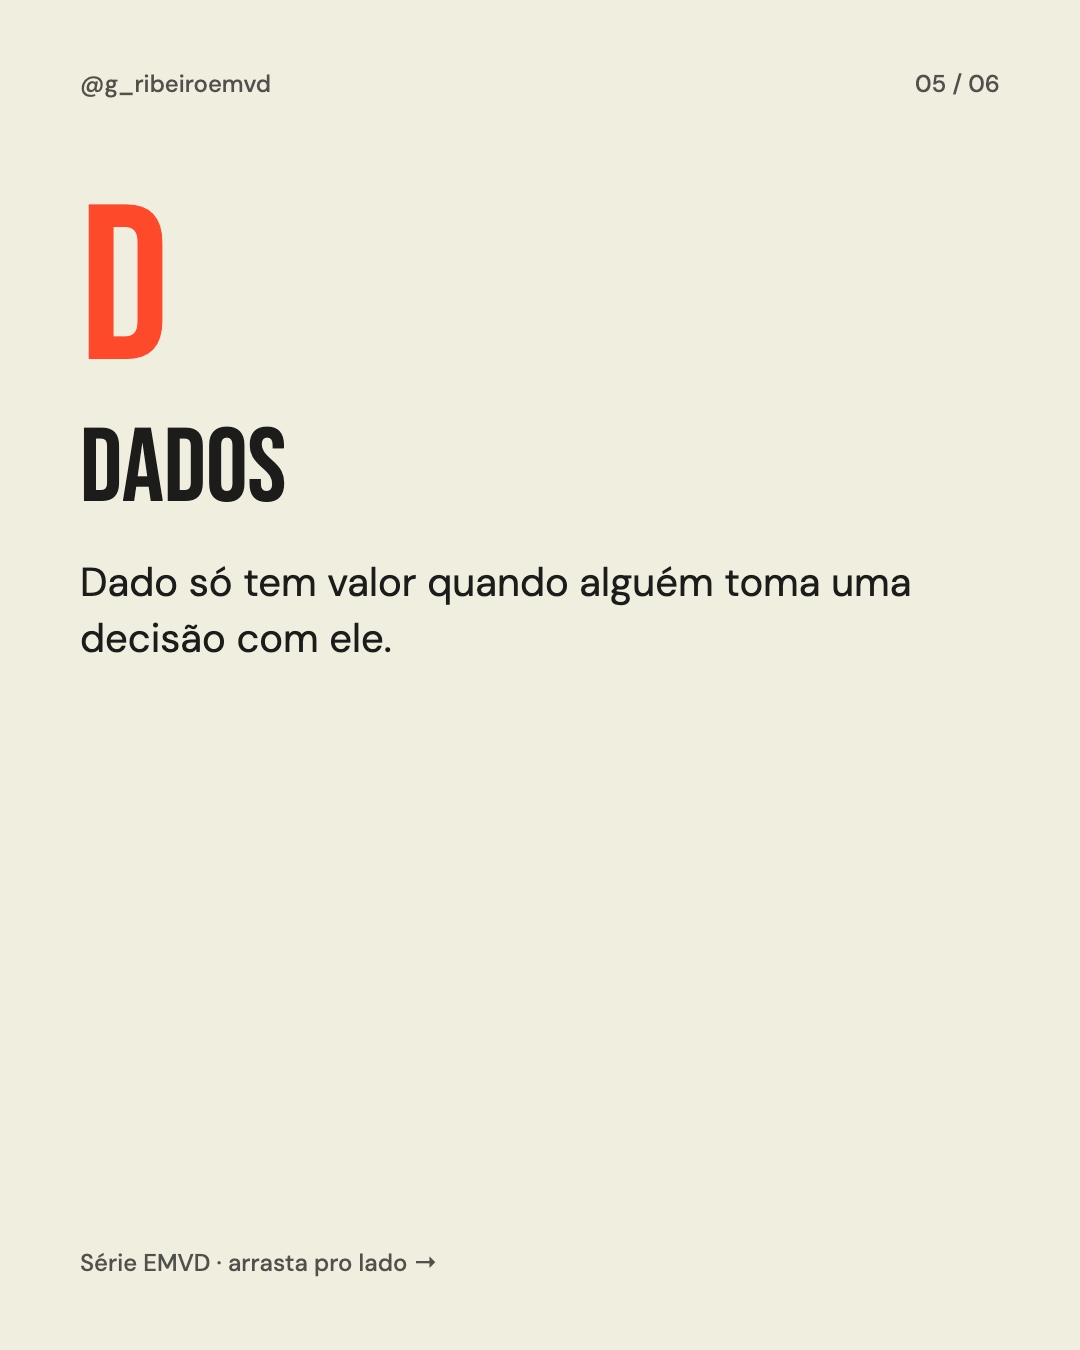 @g_ribeiroemvd
05 / 06
D
DADOS
Dado só tem valor quando alguém toma uma
decisão com ele.
Série EMVD · arrasta pro lado →